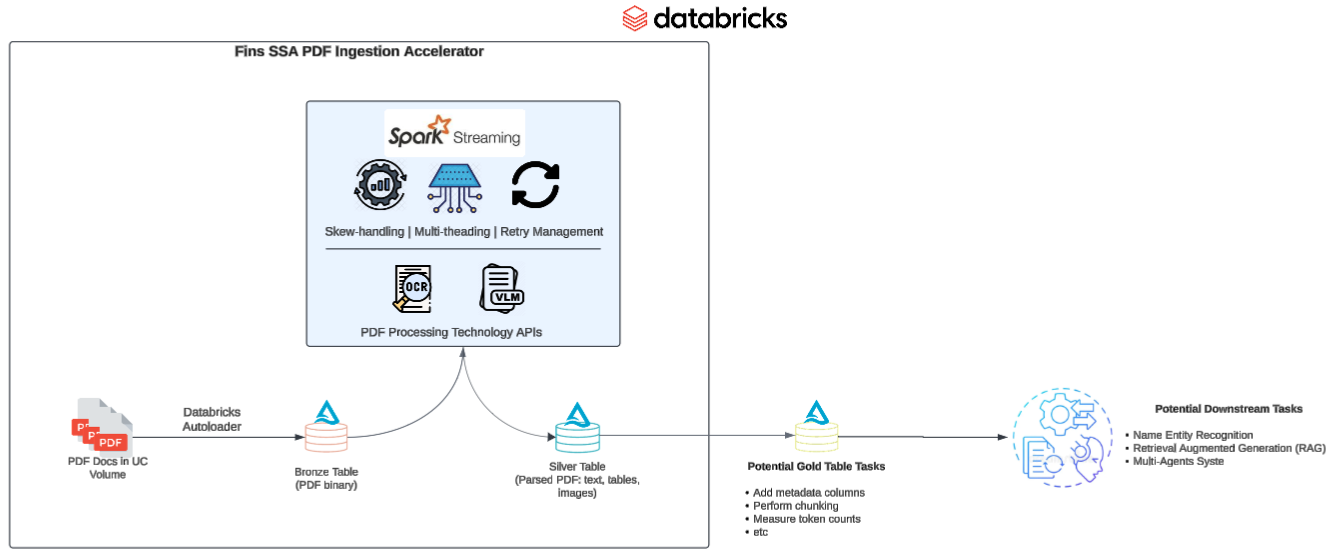 databricks
Fins SSA PDF Ingestion Accelerator
Spark Streaming
Skew-handling | Multi-theading | Retry Management
OCR
VLM
PDF Processing Technology APIs
PDF
Databricks
Autoloader
PDF Docs in UC
Volume
Bronze Table
(PDF binary)
Silver Table
(Parsed PDF: text, tables,
images)
Potential Gold Table Tasks
• Add metadata columns
• Perform chunking
• Measure token counts
• etc
Potential Downstream Tasks
• Name Entity Recognition
• Retrieval Augmented Generation (RAG)
• Multi-Agents Syste